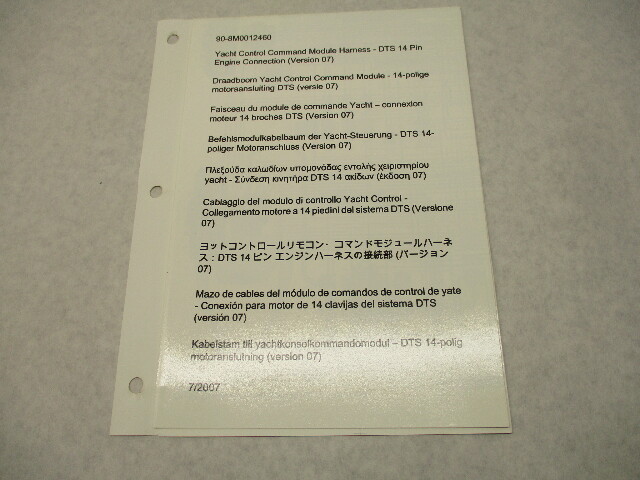 90-8M0012460
Yacht Control Command Module Harness - DTS 14 Pin
Engine Connection (Version 07)
Draadboom Yacht Control Command Module - 14-polige
motoraansluiting DTS (versie 07)
Faisceau du module de commande Yacht – connexion
moteur 14 broches DTS (Version 07)
Befehlsmodulkabelbaum der Yacht-Steuerung - DTS 14-
poliger Motoranschluss (Version 07)
Πλεξούδα καλωδίων υπομονάδας εντολής χειριστηρίου
yacht - Σύνδεση κινητήρα DTS 14 ακίδων (έκδοση 07)
Cablaggio del modulo di controllo Yacht Control -
Collegamento motore a 14 piedini del sistema DTS (Versione
07)
ヨットコントロールリモコン・コマンドモジュールハーネ
ス：DTS 14 ピン エンジンハーネスの接続部 (バージョン
07)
Mazo de cables del módulo de comandos de control de yate
- Conexión para motor de 14 clavijas del sistema DTS
(versión 07)
Kabelstam till yachtkonsolkommandomodul – DTS 14-polig
motoranslutning (version 07)
7/2007